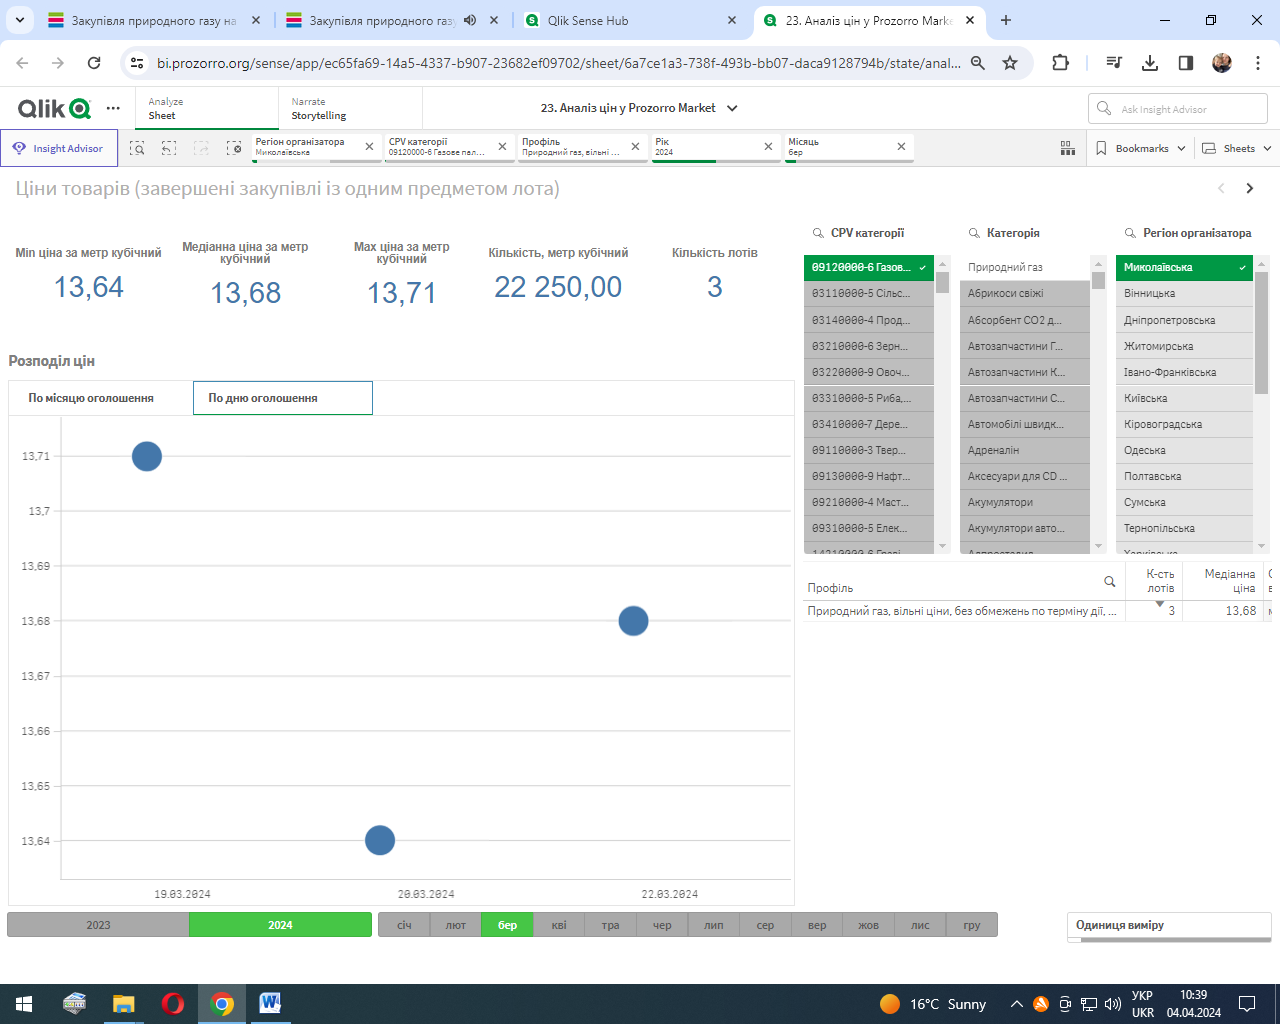 Закупівля природного газу на
Закупівля природного газу
Qlik Sense Hub
23. Аналіз цін у Prozorro Marke
bi.prozorro.org/sense/app/ec65fa69-14a5-4337-b907-23682ef09702/sheet/6a7ce1a3-738f-493b-bb07-daca9128794b/state/anal...
Qlik
Analyze
Sheet
Narrate
Storytelling
23. Аналіз цін у Prozorro Market
Ask Insight Advisor
Insight Advisor
Регіон організатора
Миколаївська
CPV категорії
09120000-6 Газове пал...
Профіль
Природний газ, вільні ...
Рік
2024
Місяць
бер
Bookmarks
Sheets
Ціни товарів (завершені закупівлі із одним предметом лота)
Min ціна за метр кубічний
13,64
Медіанна ціна за метр кубічний
13,68
Max ціна за метр кубічний
13,71
Кількість, метр кубічний
22 250,00
Кількість лотів
3
CPV категорії
09120000-6 Газов...
03110000-5 Сільс...
03140000-4 Прод...
03210000-6 Зерн...
03220000-9 Овоч...
03310000-5 Риба,...
03410000-7 Дере...
09110000-3 Твер...
09130000-9 Нафт...
09210000-4 Маст...
09310000-5 Елек...
Категорія
Природний газ
Абрикоси свіжі
Абсорбент CO2 д...
Автозапчастини Г...
Автозапчастини К...
Автозапчастини С...
Автомобілі швидк...
Адреналін
Аксесуари для CD ...
Акумулятори
Акумулятори авто...
Регіон організатора
Миколаївська
Вінницька
Дніпропетровська
Житомирська
Івано-Франківська
Київська
Кіровоградська
Одеська
Полтавська
Сумська
Тернопільська
Розподіл цін
По місяцю оголошення
По дню оголошення
13,71
13,7
13,69
13,68
13,67
13,66
13,65
13,64
19.03.2024
20.03.2024
22.03.2024
Профіль
К-сть лотів
Медіанна ціна
Природний газ, вільні ціни, без обмежень по терміну дії, ...
3
13,68
2023
2024
січ
лют
бер
кві
тра
чер
лип
сер
вер
жов
лис
гру
Одиниця виміру
16°C Sunny
УКР
UKR
10:39
04.04.2024